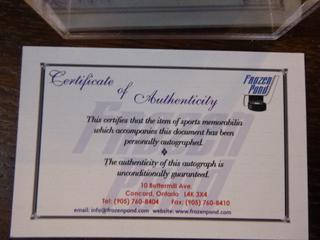 Certificate
of
Authenticity
Frozen
Pond
This certifies that the item of sports memorabilia
which accompanies this document has been
personally autographed.
The authenticity of this autograph is
unconditionally guaranteed.
10 Buttermill Ave.
Concord, Ontario L4K 3X4
Tel: (905) 760-8404 Fax: (905) 760-8410
email: info@frozenpond.com website: www.frozenpond.com
Frozen
Pond